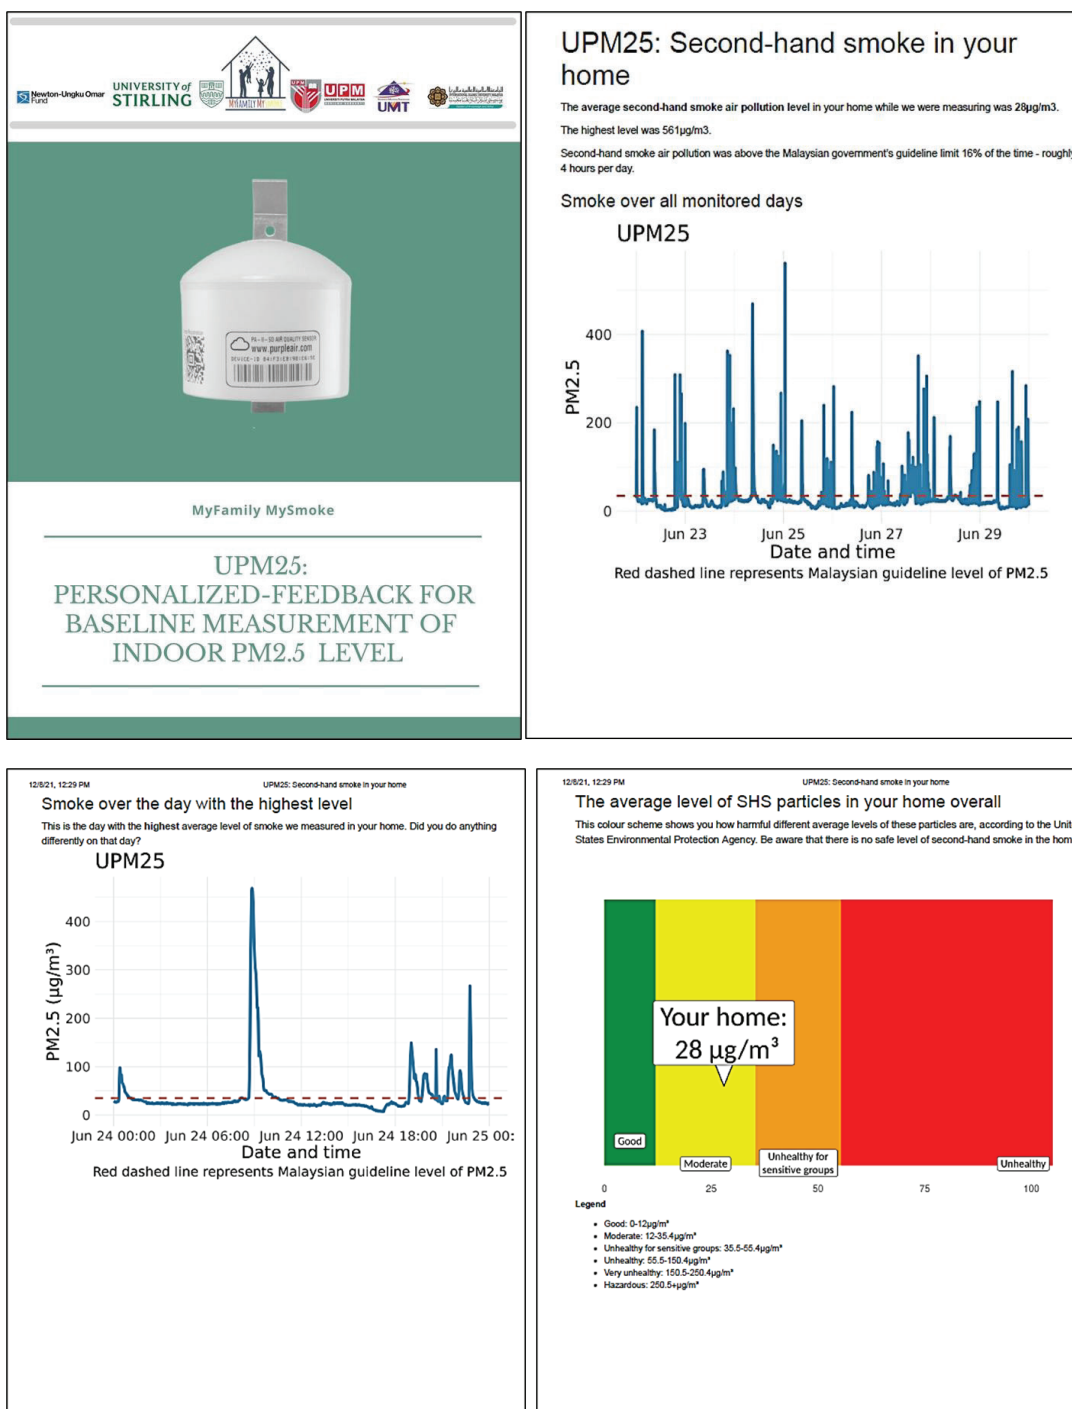 Newton-Ungku Omar
Fund
UNIVERSITY of
STIRLING
MYFAMILY MY
UPM
UPM
UMT
PA-II-SD AIR QUALITY SENSOR
www.purpleair.com
MyFamily MySmoke
UPM25:
PERSONALIZED-FEEDBACK FOR
BASELINE MEASUREMENT OF
INDOOR PM2.5 LEVEL
UPM25: Second-hand smoke in your
home
The average second-hand smoke air pollution level in your home while we were measuring was 28µg/m3.
The highest level was 561µg/m3.
Second-hand smoke air pollution was above the Malaysian government's guideline limit 16% of the time - roughly
4 hours per day.
Smoke over all monitored days
UPM25
PM2.5
400
200
0
Jun 23 Jun 25 Jun 27 Jun 29
Date and time
Red dashed line represents Malaysian guideline level of PM2.5
12/8/21, 12:29 PM UPM25: Second-hand smoke in your home
Smoke over the day with the highest level
This is the day with the highest average level of smoke we measured in your home. Did you do anything
differently on that day?
UPM25
PM2.5 (µg/m³)
400
300
200
100
0
Jun 24 00:00 Jun 24 06:00 Jun 24 12:00 Jun 24 18:00 Jun 25 00:
Date and time
Red dashed line represents Malaysian guideline level of PM2.5
12/8/21, 12:29 PM UPM25: Second-hand smoke in your home
The average level of SHS particles in your home overall
This colour scheme shows you how harmful different average levels of these particles are, according to the Unit
States Environmental Protection Agency. Be aware that there is no safe level of second-hand smoke in the hom
Your home:
28 µg/m³
Good
Moderate
Unhealthy for
sensitive groups
Unhealthy
0 25 50 75 100
Legend
Good: 0-12µg/m³
Moderate: 12-35.4µg/m³
Unhealthy for sensitive groups: 35.5-55.4µg/m³
Unhealthy: 55.5-150.4µg/m³
Very unhealthy: 150.5-250.4µg/m³
Hazardous: 250.5+µg/m³